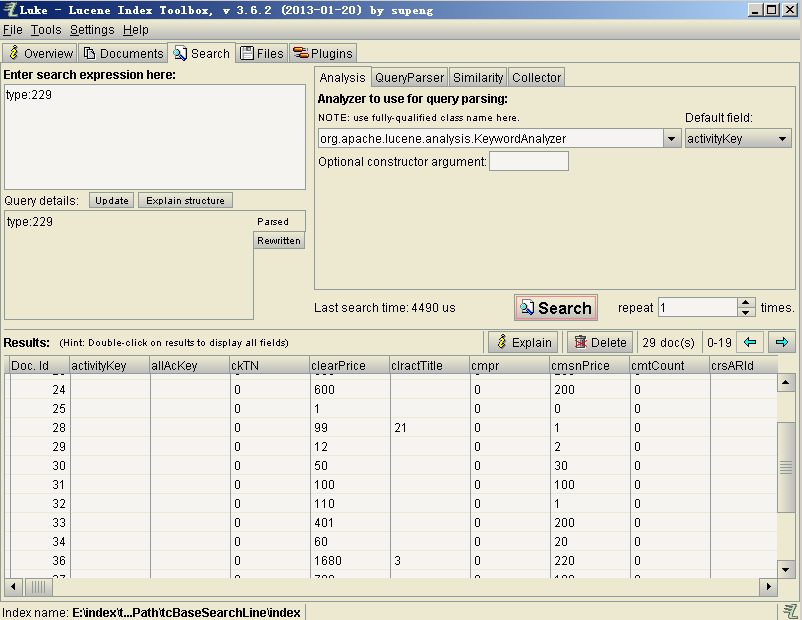 Luke - Lucene Index Toolbox, v 3.6.2 (2013-01-20) by supeng
File Tools Settings Help
Overview Documents Search Files Plugins
Enter search expression here:
type:229
Analysis QueryParser Similarity Collector
Analyzer to use for query parsing:
NOTE: use fully-qualified class name here.
Default field:
org.apache.lucene.analysis.KeywordAnalyzer
activityKey
Optional constructor argument:
Query details: Update Explain structure
type:229
Parsed
Rewritten
Last search time: 4490 us
Search
repeat 1 times.
Results: (Hint: Double-click on results to display all fields)
Explain Delete 29 doc(s) 0-19
Doc. Id activityKey allAcKey ckTN clearPrice clractTitle cmpr cmsnPrice cmtCount crsARId
24 0 600 0 200 0
25 0 1 0 0 0
28 0 99 21 0 1 0
29 0 12 0 2 0
30 0 50 0 30 0
31 0 100 0 100 0
32 0 110 0 1 0
33 0 401 0 200 0
34 0 60 0 20 0
36 0 1680 3 0 220 0
Index name: E:\index\t...Path\tcBaseSearchLine\index